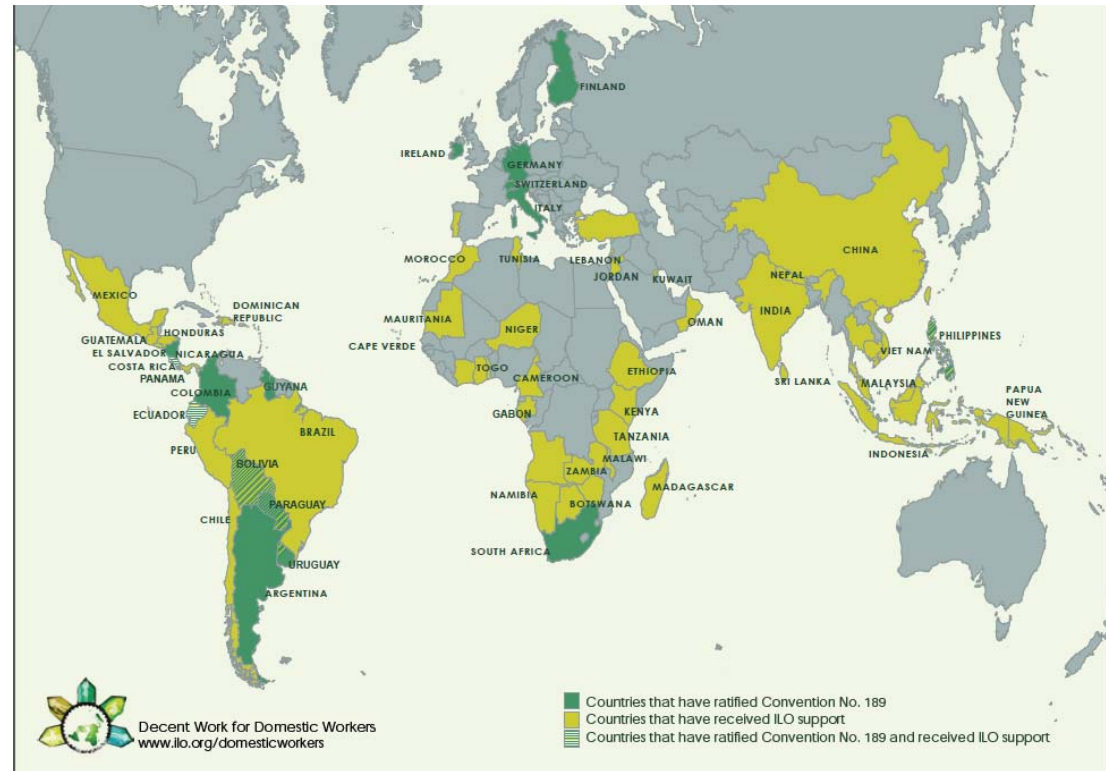 FINLAND
IRELAND
GERMANY
SWITZERLAND
ITALY
MOROCCO
TUNISIA
LEBANON
JORDAN
KUWAIT
CHINA
NEPAL
INDIA
OMAN
MEXICO
DOMINICAN
REPUBLIC
MAURITANIA
NIGER
CAPE VERDE
GUATEMALA
HONDURAS
EL SALVADOR
NICARAGUA
COSTA RICA
PANAMA
COLOMBIA
GUYANA
TOGO
CAMEROON
ETHIOPIA
SRI LANKA
VIET NAM
PHILIPPINES
MALAYSIA
PAPUA
NEW
GUINEA
ECUADOR
GABON
KENYA
BRAZIL
TANZANIA
PERU
BOLIVIA
MALAWI
ZAMBIA
INDONESIA
NAMIBIA
BOTSWANA
MADAGASCAR
PARAGUAY
CHILE
SOUTH AFRICA
URUGUAY
ARGENTINA
Countries that have ratified Convention No. 189
Countries that have received ILO support
Countries that have ratified Convention No. 189 and received ILO support
Decent Work for Domestic Workers
www.ilo.org/domesticworkers